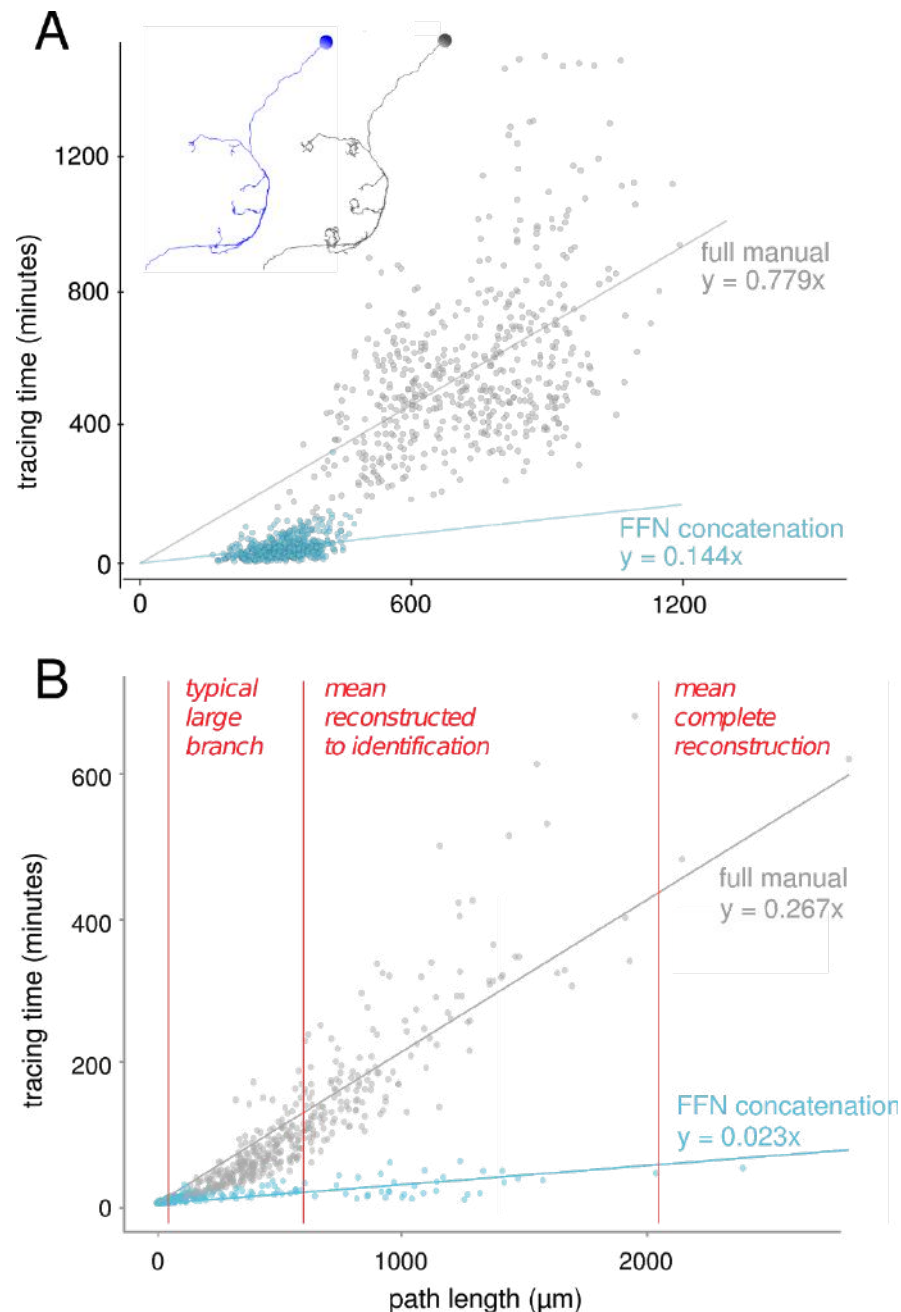 A
1200
800
400
0
tracing time (minutes)
full manual
y = 0.779x
FFN concatenation
y = 0.144x
0
600
1200
B
typical
large
branch
mean
reconstructed
to identification
mean
complete
reconstruction
600
400
200
0
tracing time (minutes)
full manual
y = 0.267x
FFN concatenation
y = 0.023x
0
1000
2000
path length (µm)